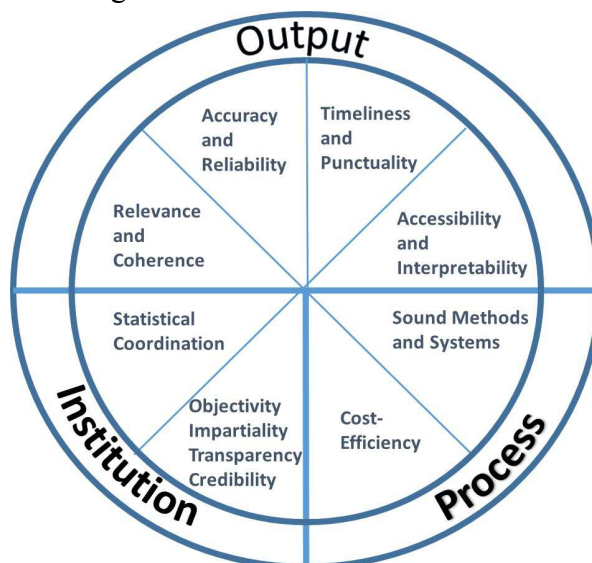 Output
Accuracy
and
Reliability
Timeliness
and
Punctuality
Relevance
and
Coherence
Accessibility
and
Interpretability
Statistical
Coordination
Sound Methods
and Systems
Objectivity
Impartiality
Transparency
Credibility
Cost-
Efficiency
Institution
Process